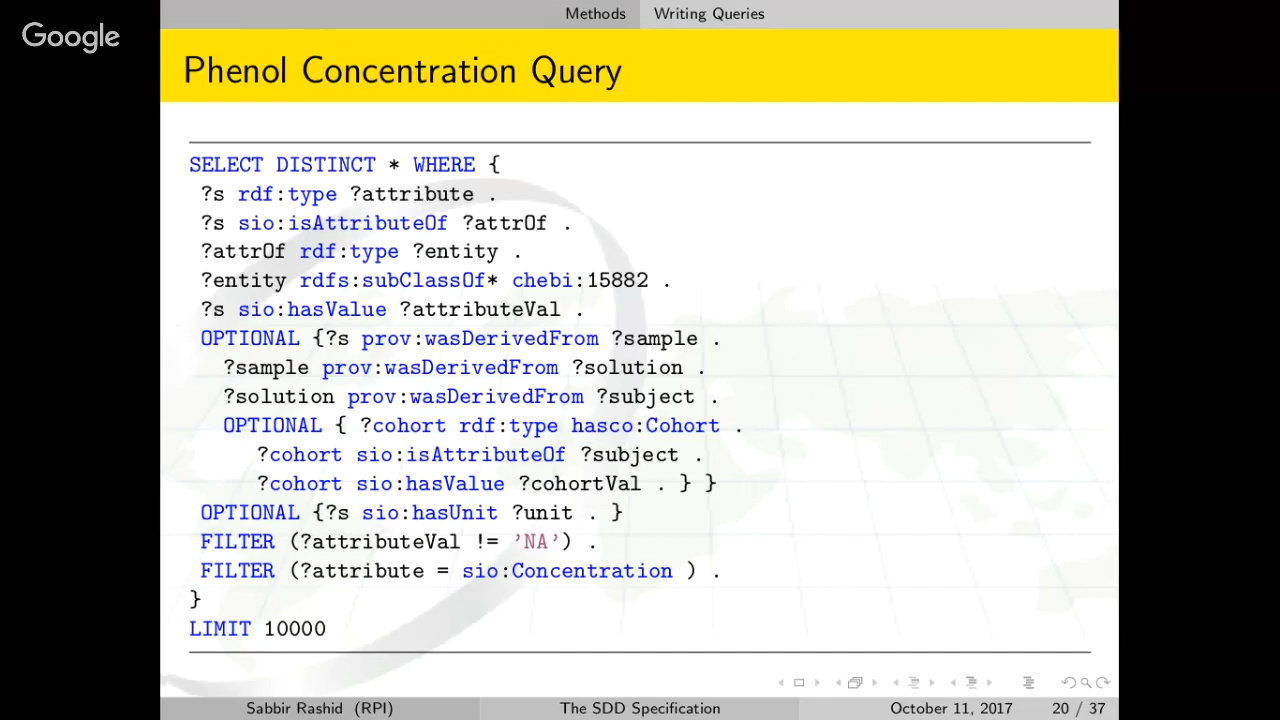 Google
Methods Writing Queries
Phenol Concentration Query
SELECT DISTINCT * WHERE {
?s rdf:type ?attribute .
?s sio:isAttributeOf ?attrOf .
?attrOf rdf:type ?entity .
?entity rdfs:subClassOf* chebi:15882 .
?s sio:hasValue ?attributeVal .
OPTIONAL {?s prov:wasDerivedFrom ?sample .
?sample prov:wasDerivedFrom ?solution .
?solution prov:wasDerivedFrom ?subject .
OPTIONAL { ?cohort rdf:type hasco:Cohort .
?cohort sio:isAttributeOf ?subject .
?cohort sio:hasValue ?cohortVal . } }
OPTIONAL {?s sio:hasUnit ?unit . }
FILTER (?attributeVal != ’NA’) .
FILTER (?attribute = sio:Concentration ) .
}
LIMIT 10000
Sabbir Rashid (RPI) The SDD Specification October 11, 2017 20 / 37